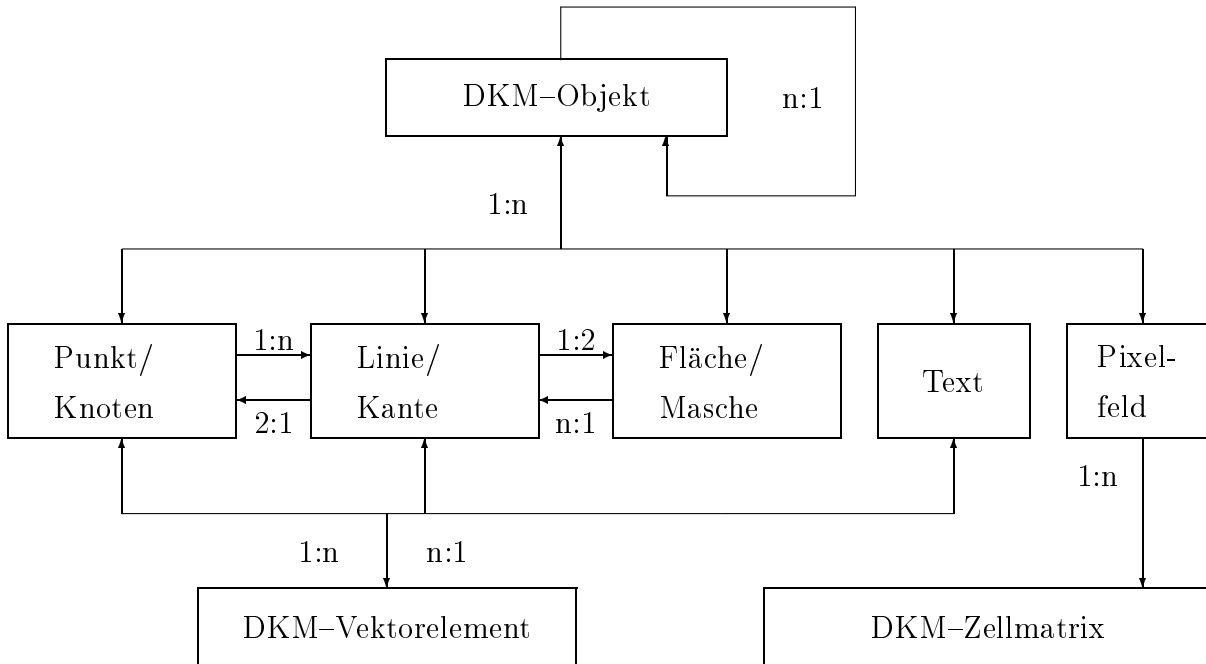 DKM–Objekt
n:1
1:n
Punkt/
Knoten
1:n
2:1
Linie/
Kante
1:2
n:1
Fläche/
Masche
Text
Pixel-
feld
1:n
1:n
n:1
DKM–Vektorelement
DKM–Zellmatrix